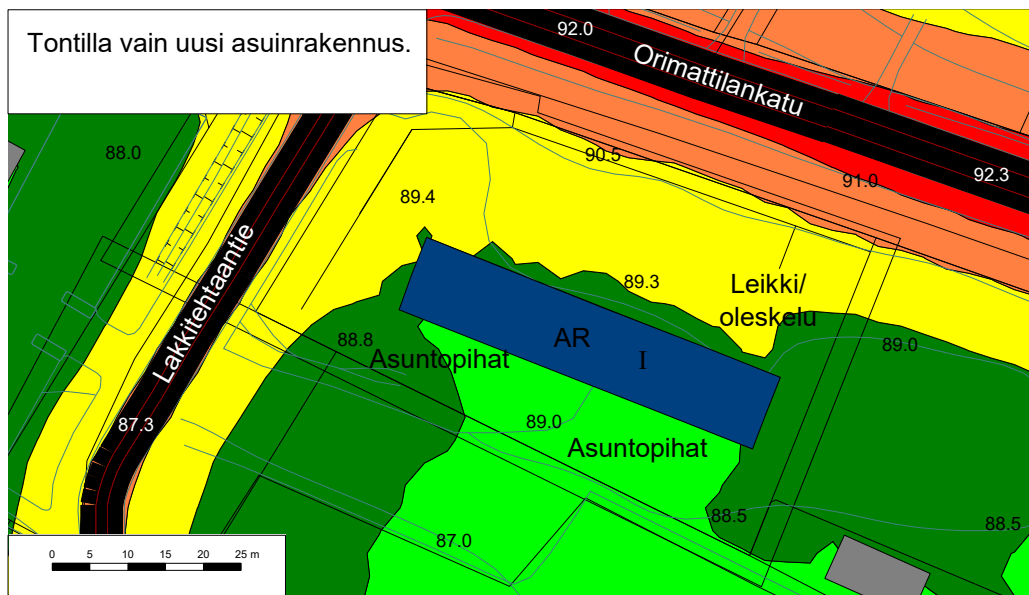 Tontilla vain uusi asuinrakennus.
92.0
Orimattilankatu
88.0
90.5
91.0
92.3
89.4
Lakkitehtaantie
89.3
Leikki/
oleskelu
88.8
AR I
89.0
Asuntopihat
87.3
89.0
Asuntopihat
88.5
88.5
87.0
0 5 10 15 20 25 m